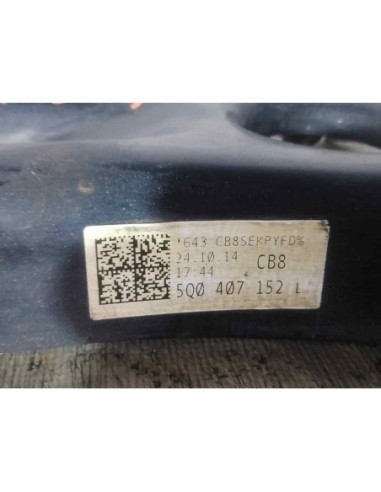 *643 CB8SEKPYFD%
24.10.14 CB8
17:44
5Q0 407 152 L